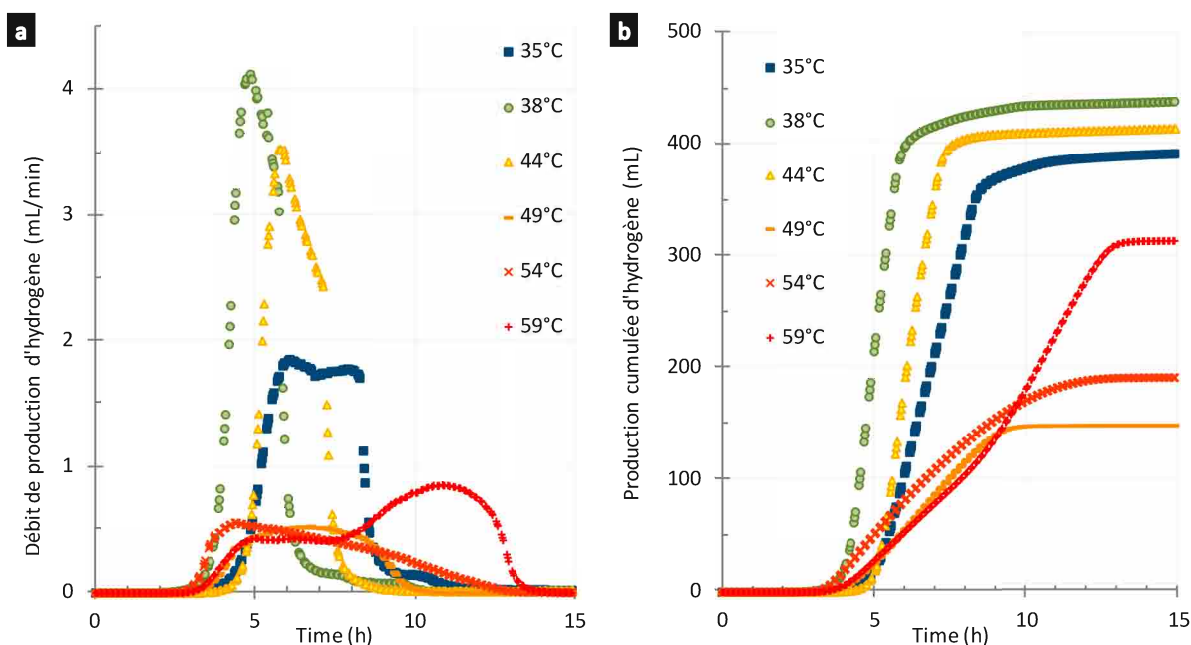 a
Débit de production d'hydrogène (mL/min)
4
3
2
1
0
0
5
10
15
Time (h)
35°C
38°C
44°C
49°C
54°C
59°C
b
Production cumulée d'hydrogène (mL)
500
400
300
200
100
0
0
5
10
15
Time (h)
35°C
38°C
44°C
49°C
54°C
59°C